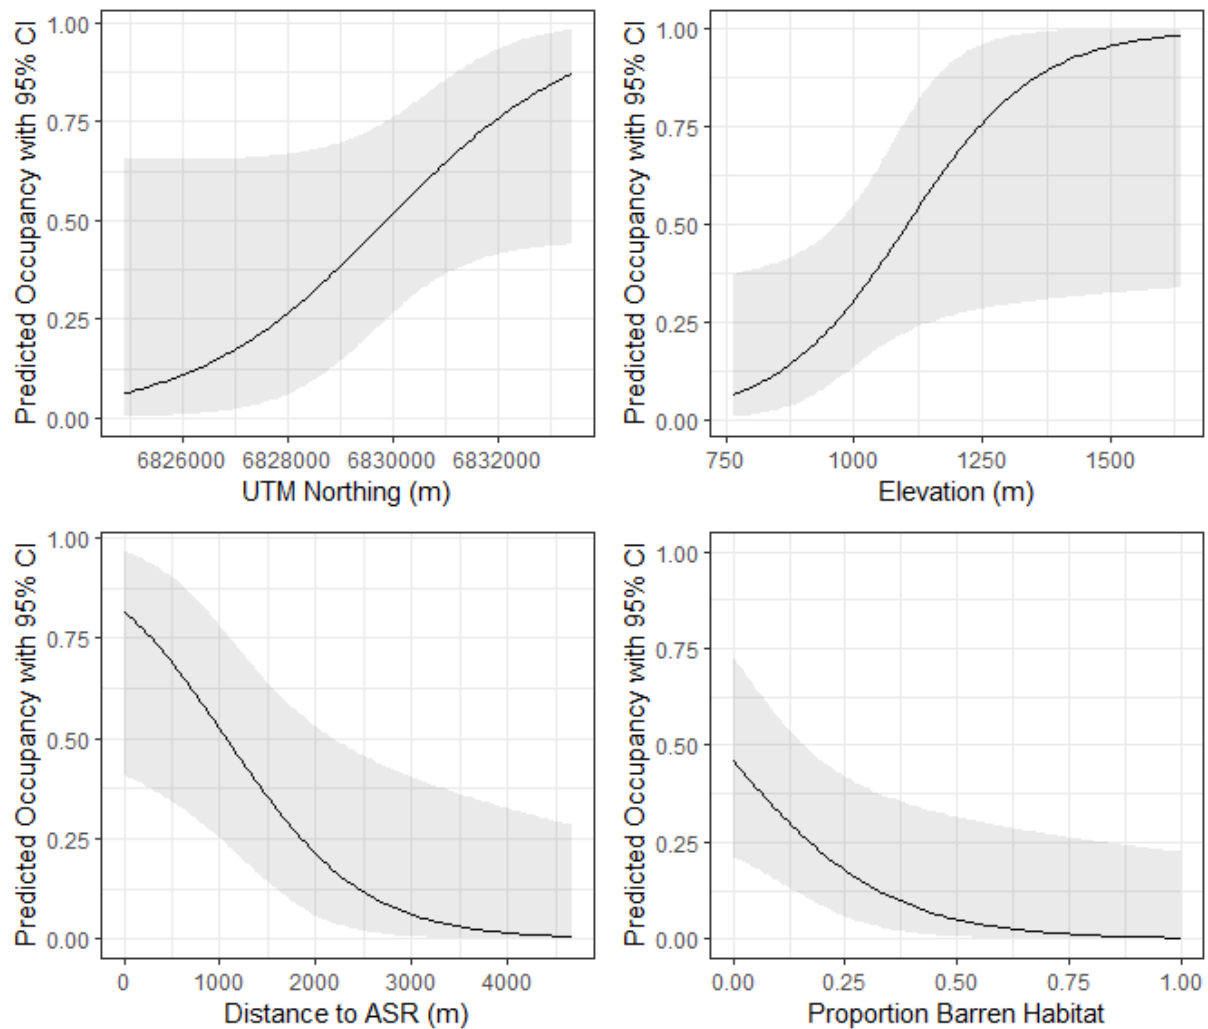 Predicted Occupancy with 95% CI
1.00
0.75
0.50
0.25
0.00
6826000 6828000 6830000 6832000
UTM Northing (m)
Predicted Occupancy with 95% CI
1.00
0.75
0.50
0.25
0.00
750 1000 1250 1500
Elevation (m)
Predicted Occupancy with 95% CI
1.00
0.75
0.50
0.25
0.00
0 1000 2000 3000 4000
Distance to ASR (m)
Predicted Occupancy with 95% CI
1.00
0.75
0.50
0.25
0.00
0.00 0.25 0.50 0.75 1.00
Proportion Barren Habitat